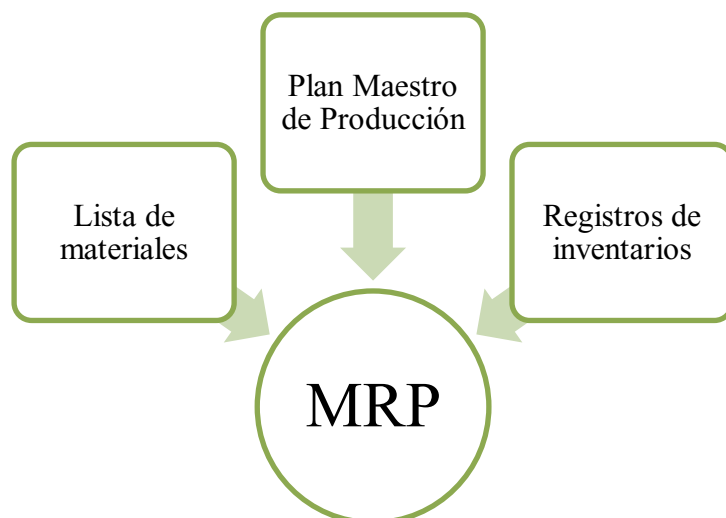 Plan Maestro
de Producción
Lista de
materiales
Registros de
inventarios
MRP